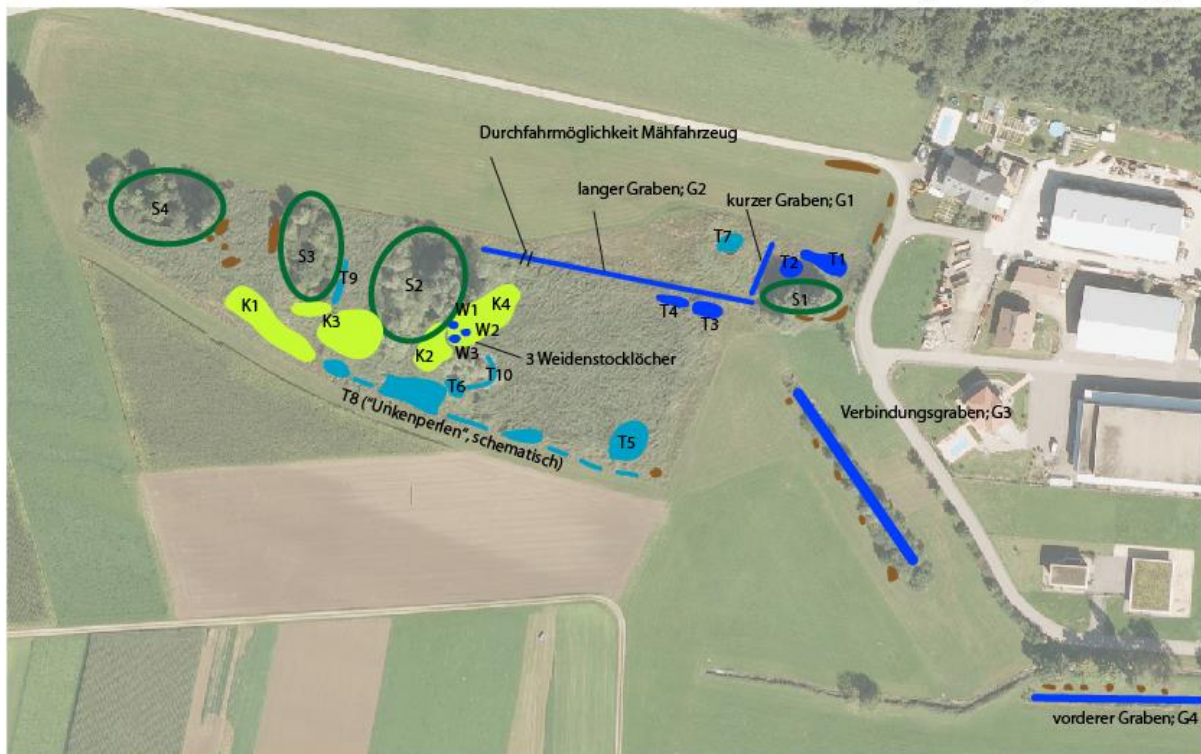 Durchfahrmöglichkeit Mähfahrzeug
langer Graben; G2
kurzer Graben; G1
S4
S3
S2
T7
T2
T1
S1
T9
K1
K3
W1
K4
W2
W3
K2
T4
T3
3 Weidenstocklöcher
T6
T10
T8 ("Unkenperlen", schematisch)
T5
Verbindungsgraben; G3
vorderer Graben; G4